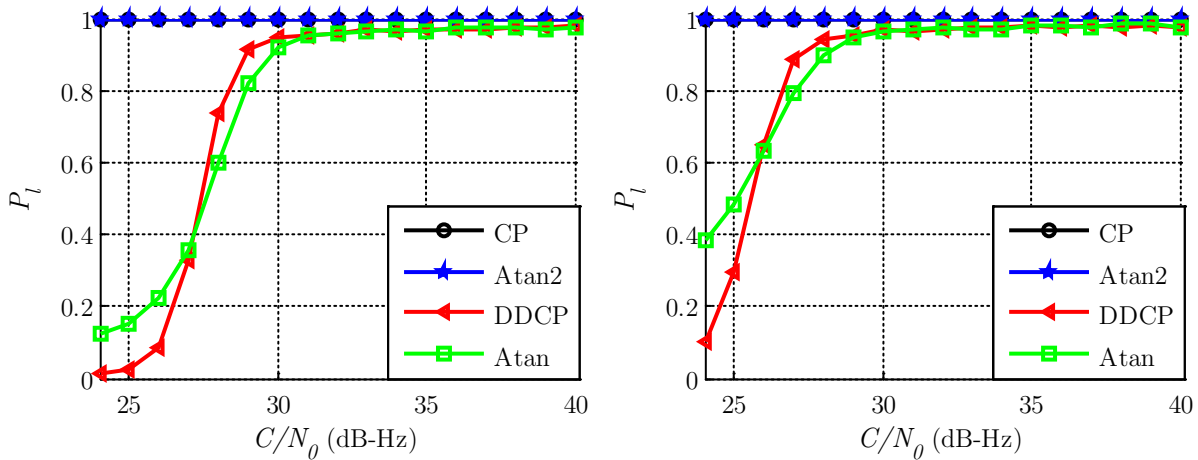 1
0.8
0.6
0.4
0.2
0
P_l
25
30
35
40
C/N_0 (dB-Hz)
CP
Atan2
DDCP
Atan
1
0.8
0.6
0.4
0.2
0
P_l
25
30
35
40
C/N_0 (dB-Hz)
CP
Atan2
DDCP
Atan